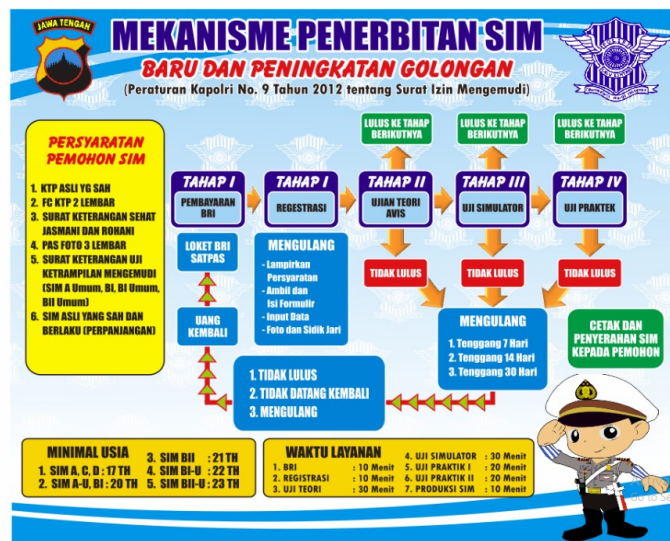 JAWA TENGAH
MEKANISME PENERBITAN SIM
BARU DAN PENINGKATAN GOLONGAN
(Peraturan Kapolri No. 9 Tahun 2012 tentang Surat Izin Mengemudi)
PERSYARATAN
PEMOHON SIM
1. KTP ASLI YG SAH
2. FC KTP 2 LEMBAR
3. SURAT KETERANGAN SEHAT
JASMANI DAN ROHANI
4. PAS FOTO 3 LEMBAR
5. SURAT KETERANGAN UJI
KETRAMPILAN MENGEMUDI
(SIM A Umum, BI, BI Umum,
BII Umum)
6. SIM ASLI YANG SAH DAN
BERLAKU (PERPANJANGAN)
LULUS KE TAHAP
BERIKUTNYA
LULUS KE TAHAP
BERIKUTNYA
LULUS KE TAHAP
BERIKUTNYA
TAHAP I
PEMBAYARAN
BRI
TAHAP I
REGESTRASI
TAHAP II
UJIAN TEORI
AVIS
TAHAP III
UJI SIMULATOR
TAHAP IV
UJI PRAKTEK
LOKET BRI
SATPAS
MENGULANG
- Lampirkan
Persyaratan
- Ambil dan
Isi Formulir
- Input Data
- Foto dan Sidik Jari
TIDAK LULUS
TIDAK LULUS
TIDAK LULUS
UANG
KEMBALI
MENGULANG
1. Tenggang 7 Hari
2. Tenggang 14 Hari
3. Tenggang 30 Hari
CETAK DAN
PENYERAHAN SIM
KEPADA PEMOHON
1. TIDAK LULUS
2. TIDAK DATANG KEMBALI
3. MENGULANG
MINIMAL USIA
1. SIM A, C, D : 17 TH
2. SIM A-U, BI : 20 TH
3. SIM BII : 21 TH
4. SIM BI-U : 22 TH
5. SIM BII-U : 23 TH
WAKTU LAYANAN
1. BRI : 10 Menit
2. REGISTRASI : 10 Menit
3. UJI TEORI : 30 Menit
4. UJI SIMULATOR : 30 Menit
5. UJI PRAKTIK I : 20 Menit
6. UJI PRAKTIK II : 20 Menit
7. PRODUKSI SIM : 10 Menit
Go to Se